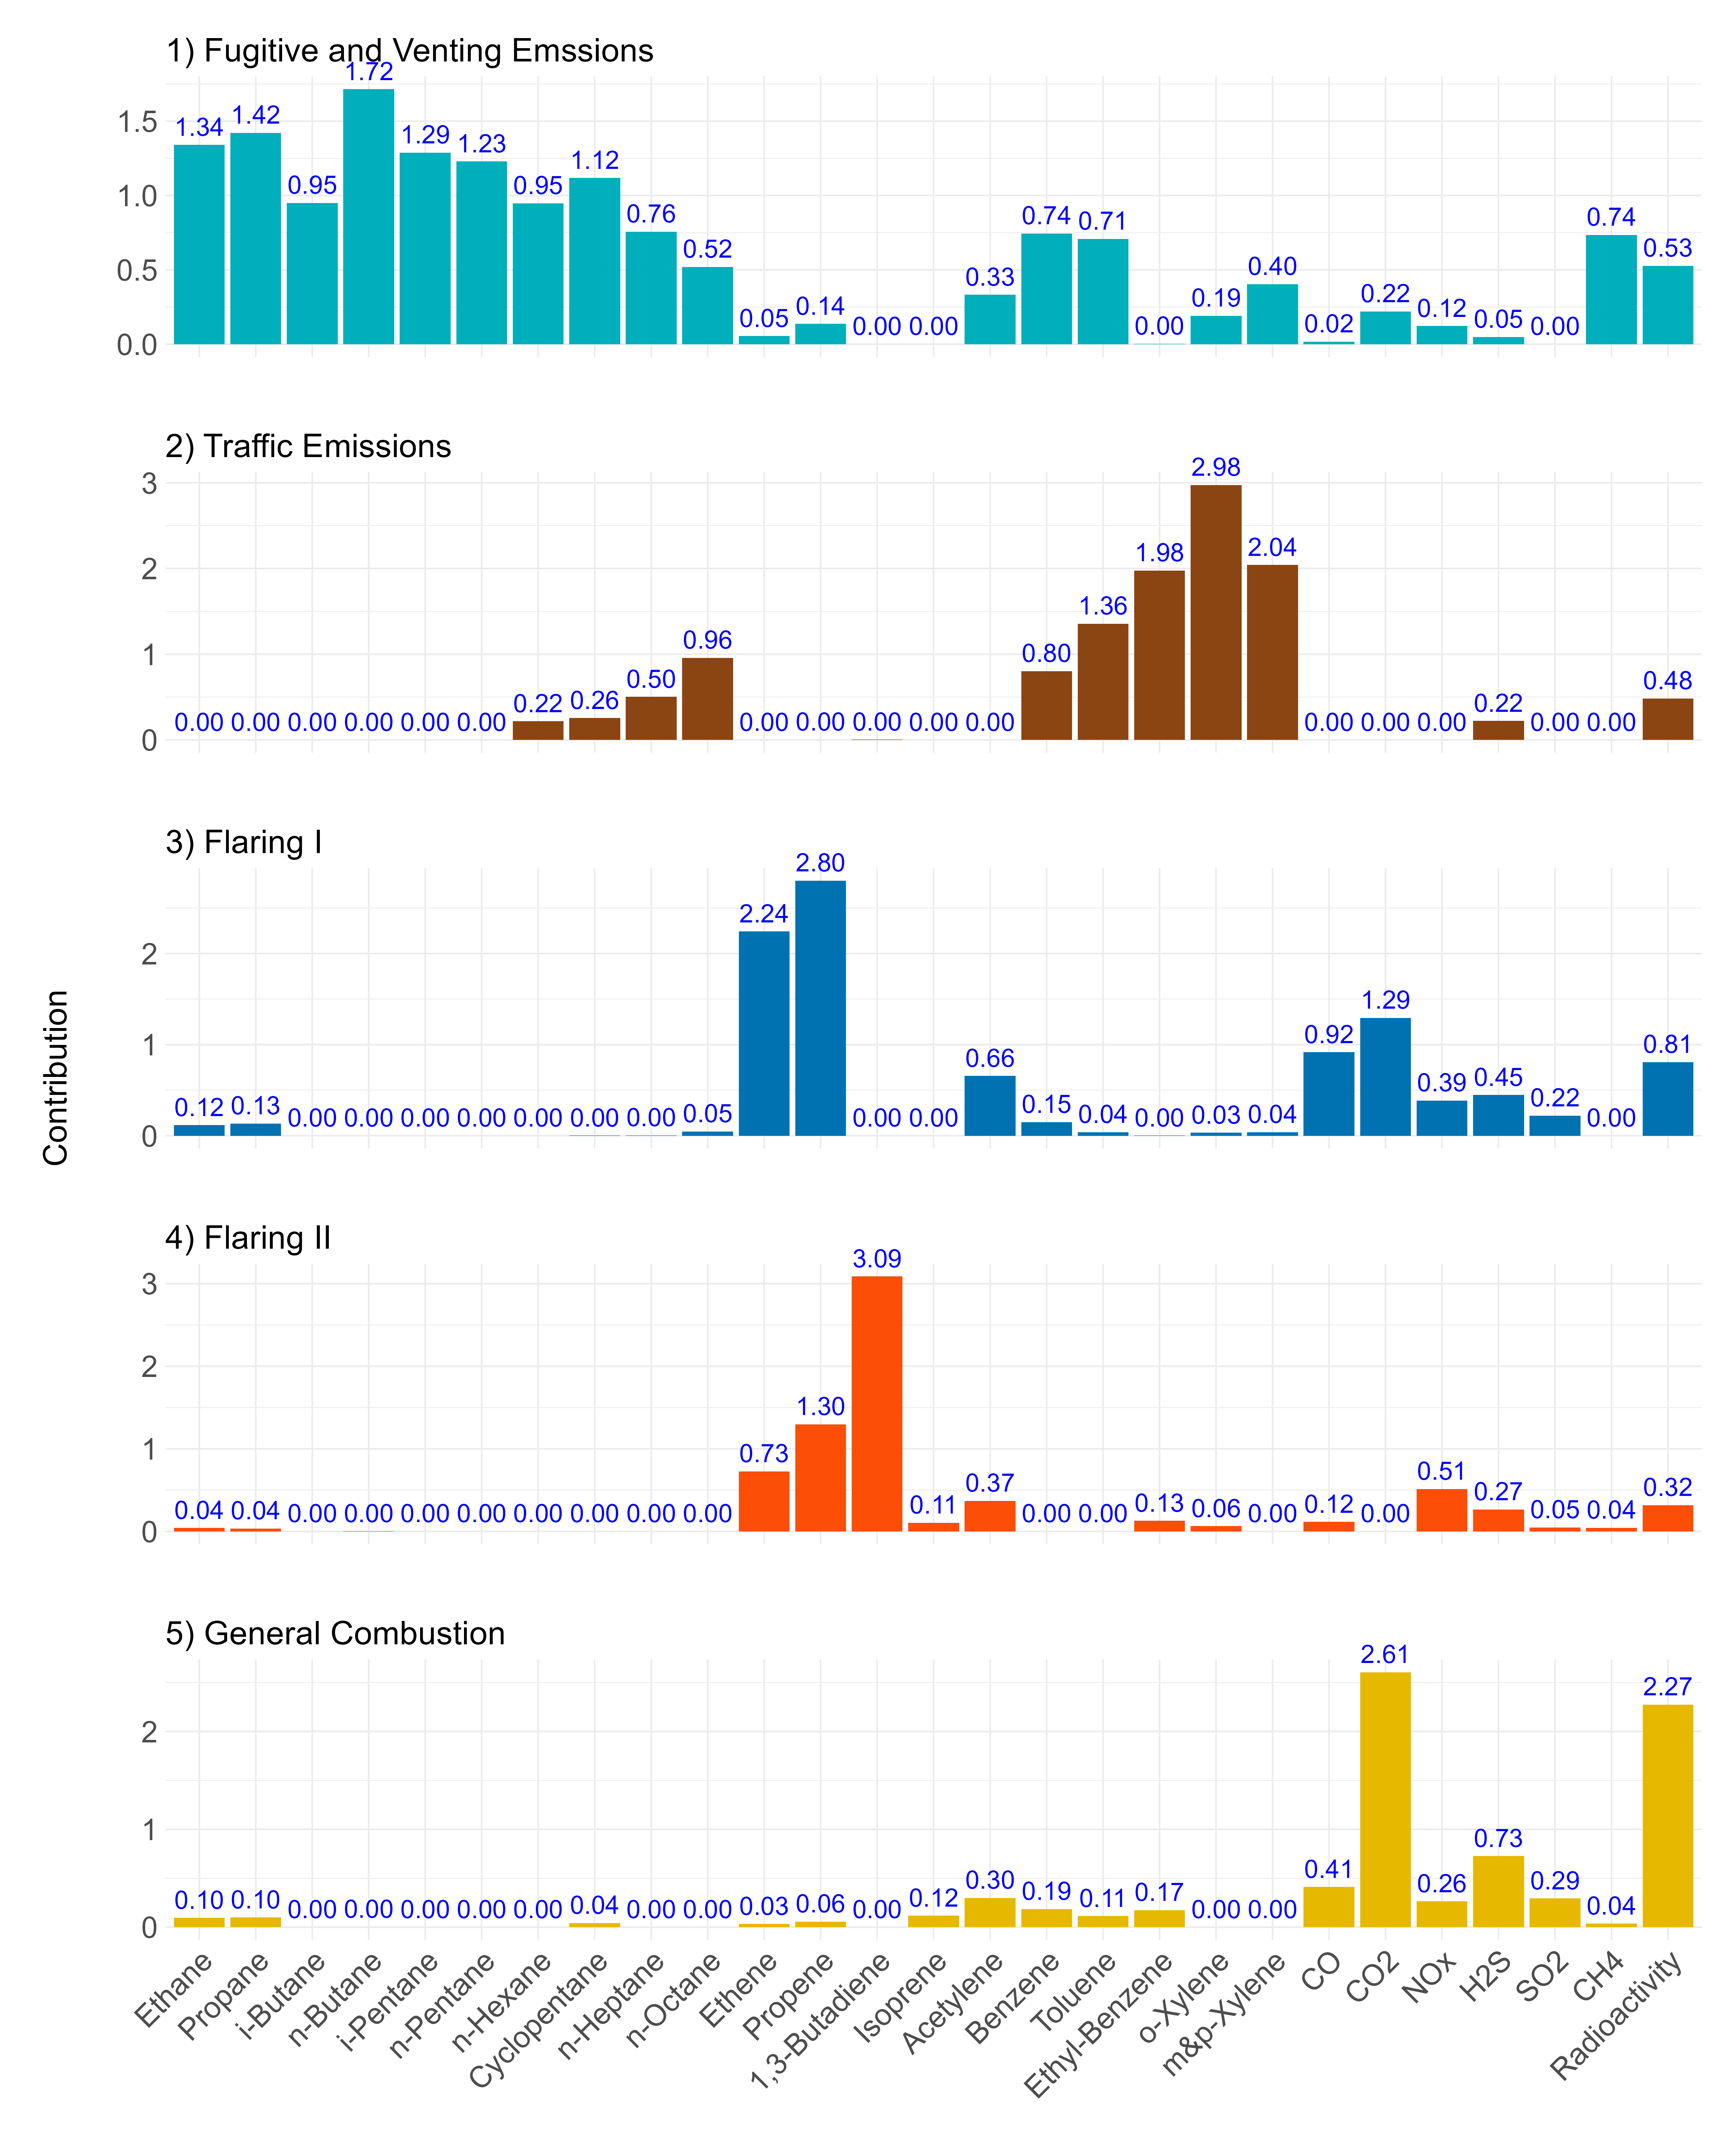 1) Fugitive and Venting Emssions
1.72
1.34 1.42 0.95 1.29 1.23 0.95 1.12 0.76 0.52 0.05 0.14 0.00 0.00 0.33 0.74 0.71 0.00 0.19 0.40 0.02 0.22 0.12 0.05 0.00 0.74 0.53
1.5
1.0
0.5
0.0
2) Traffic Emissions
0.00 0.00 0.00 0.00 0.00 0.00 0.22 0.26 0.50 0.96 0.00 0.00 0.00 0.00 0.00 0.80 1.36 1.98 2.98 2.04 0.00 0.00 0.00 0.22 0.00 0.00 0.48
3
2
1
0
3) Flaring I
0.12 0.13 0.00 0.00 0.00 0.00 0.00 0.00 0.00 0.05 2.24 2.80 0.00 0.00 0.66 0.15 0.04 0.00 0.03 0.04 0.92 1.29 0.39 0.45 0.22 0.00 0.81
2
1
0
Contribution
4) Flaring II
0.04 0.04 0.00 0.00 0.00 0.00 0.00 0.00 0.00 0.00 0.73 1.30 3.09 0.11 0.37 0.00 0.00 0.13 0.06 0.00 0.12 0.00 0.51 0.27 0.05 0.04 0.32
3
2
1
0
5) General Combustion
0.10 0.10 0.00 0.00 0.00 0.00 0.00 0.04 0.00 0.00 0.03 0.06 0.00 0.12 0.30 0.19 0.11 0.17 0.00 0.00 0.41 2.61 0.26 0.73 0.29 0.04 2.27
2
1
0
Ethane
Propane
i-Butane
n-Butane
i-Pentane
n-Pentane
n-Hexane
Cyclopentane
n-Heptane
n-Octane
Ethene
Propene
1,3-Butadiene
Isoprene
Acetylene
Benzene
Toluene
Ethyl-Benzene
o-Xylene
m&p-Xylene
CO
CO2
NOx
H2S
SO2
CH4
Radioactivity